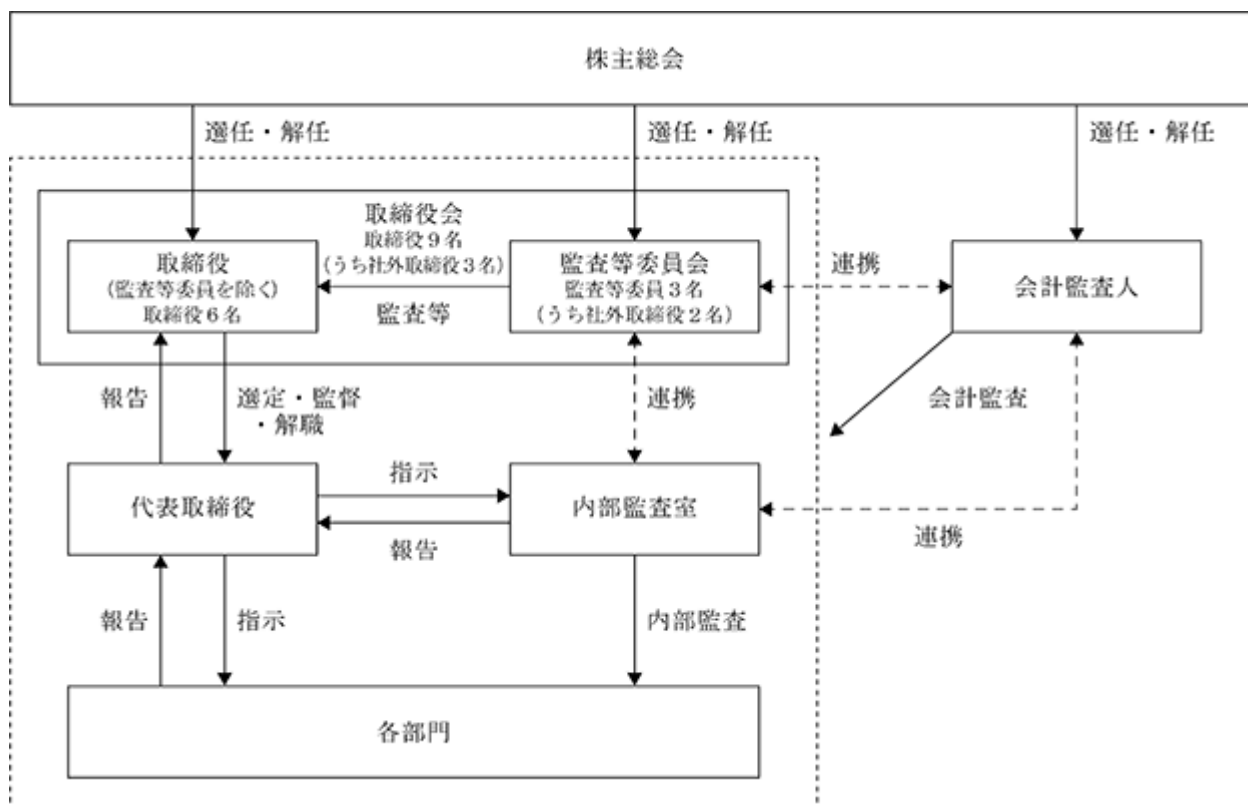 株主総会
選任・解任
選任・解任
選任・解任
取締役会
取締役9名
(うち社外取締役3名)
取締役
(監査等委員を除く)
取締役6名
監査等
監査等委員会
監査等委員3名
(うち社外取締役2名)
連携
会計監査人
報告
選定・監督
・解職
連携
会計監査
代表取締役
指示
報告
内部監査室
連携
報告
指示
内部監査
各部門